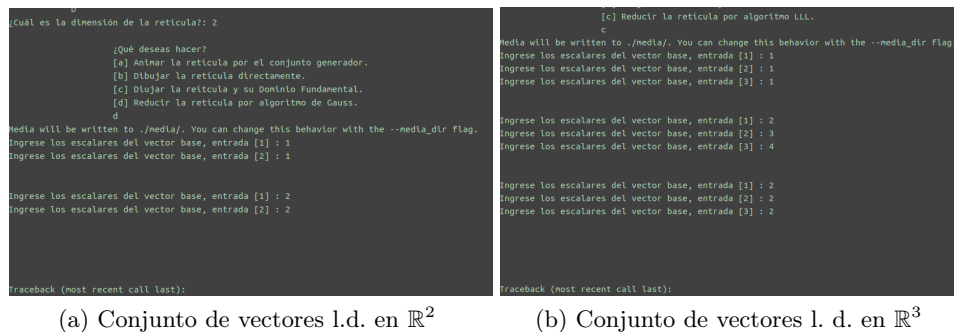 ¿Cuál es la dimensión de la reticula?: 2
¿Qué deseas hacer?
[a] Animar la reticula por el conjunto generador.
[b] Dibujar la reticula directamente.
[c] Diujar la reitcula y su Dominio Fundamental.
[d] Reducir la reticula por algoritmo de Gauss.
d
Media will be written to ./media/. You can change this behavior with the --media_dir flag.
Ingrese los escalares del vector base, entrada [1] : 1
Ingrese los escalares del vector base, entrada [2] : 1
Ingrese los escalares del vector base, entrada [1] : 2
Ingrese los escalares del vector base, entrada [2] : 2
Traceback (most recent call last):
(a) Conjunto de vectores l.d. en ℝ²
[c] Reducir la reticula por algoritmo LLL.
c
Media will be written to ./media/. You can change this behavior with the --media_dir flag
Ingrese los escalares del vector base, entrada [1] : 1
Ingrese los escalares del vector base, entrada [2] : 1
Ingrese los escalares del vector base, entrada [3] : 1
Ingrese los escalares del vector base, entrada [1] : 2
Ingrese los escalares del vector base, entrada [2] : 3
Ingrese los escalares del vector base, entrada [3] : 4
Ingrese los escalares del vector base, entrada [1] : 2
Ingrese los escalares del vector base, entrada [2] : 2
Ingrese los escalares del vector base, entrada [3] : 2
Traceback (most recent call last):
(b) Conjunto de vectores l. d. en ℝ³